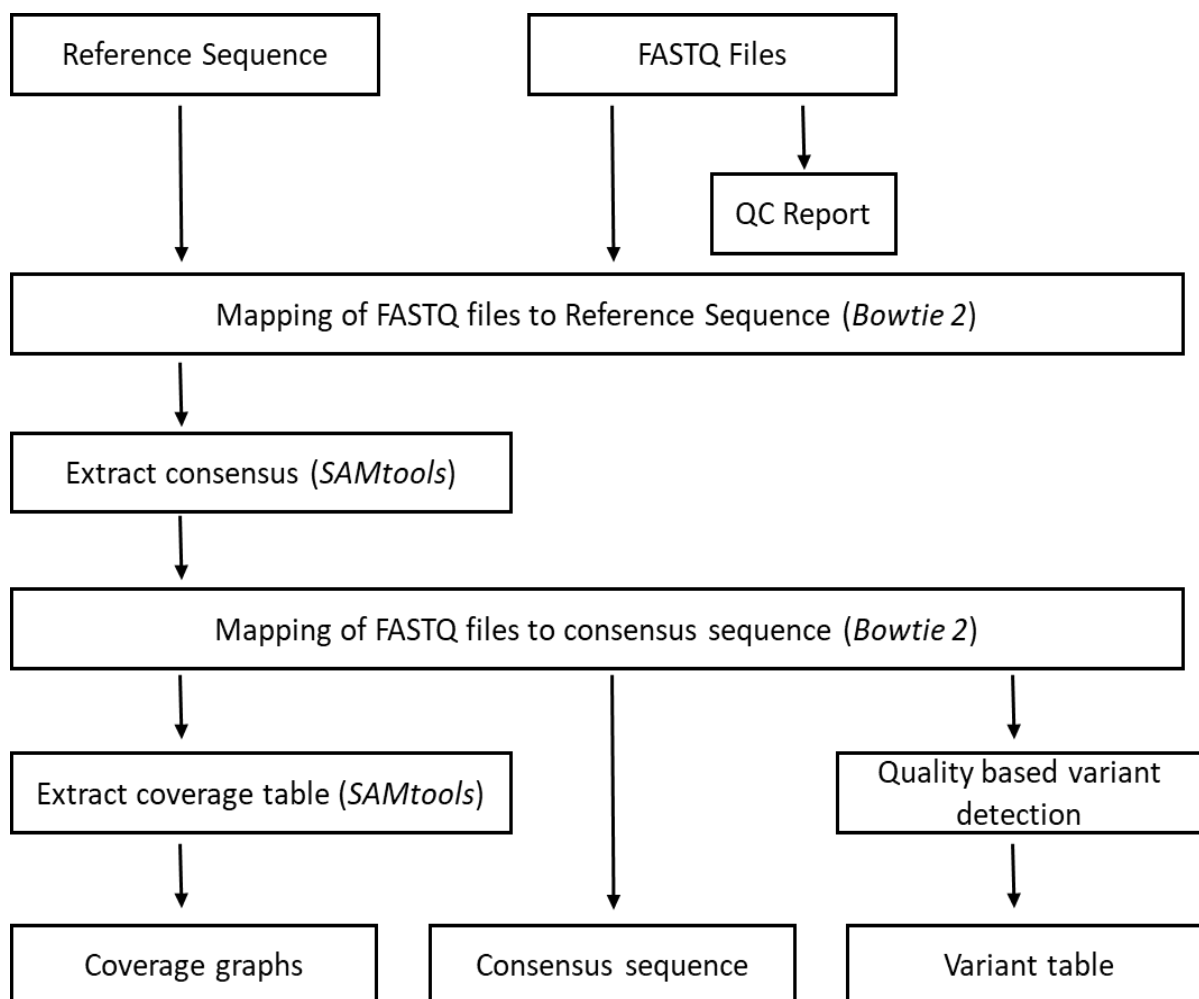 Reference Sequence
FASTQ Files
QC Report
Mapping of FASTQ files to Reference Sequence (Bowtie 2)
Extract consensus (SAMtools)
Mapping of FASTQ files to consensus sequence (Bowtie 2)
Extract coverage table (SAMtools)
Quality based variant
detection
Coverage graphs
Consensus sequence
Variant table